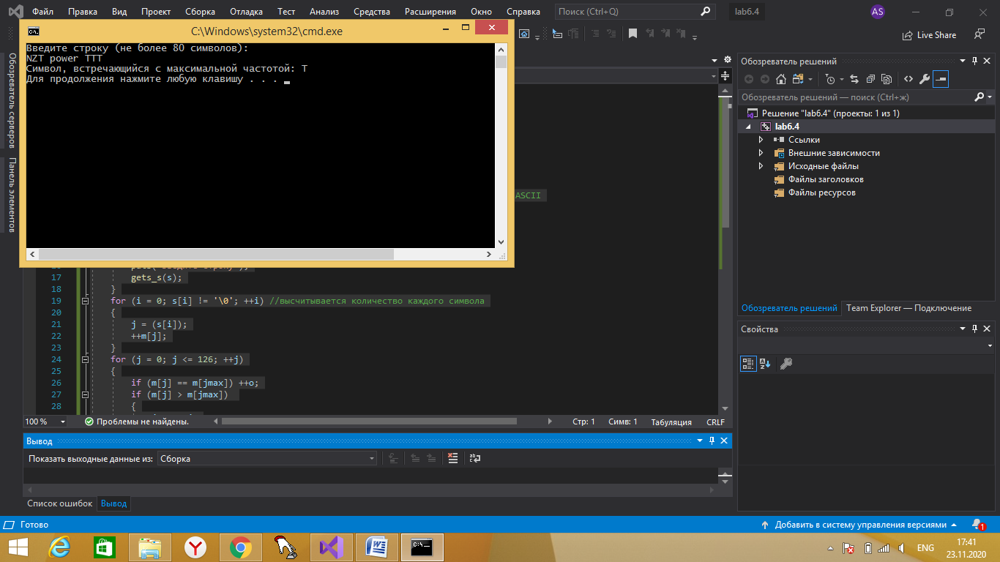 Файл Правка Вид Проект Сборка Отладка Тест Анализ Средства Расширения Окно Справка Поиск (Ctrl+Q) lab6.4 AS
C:\Windows\system32\cmd.exe
Live Share
Введите строку (не более 80 символов):
NZT power TTT
Символ, встречающийся с максимальной частотой: T
Для продолжения нажмите любую клавишу . . .
Обозреватель серверов
Панель элементов
ASCII
17 gets_s(s);
18 }
19 for (i = 0; s[i] != '\0'; ++i) //высчитывается количество каждого символа
20 {
21 j = (s[i]);
22 ++m[j];
23 }
24 for (j = 0; j <= 126; ++j)
25 {
26 if (m[j] == m[jmax]) ++o;
27 if (m[j] > m[jmax])
28 {
100 % Проблемы не найдены. Стр: 1 Симв: 1 Табуляция CRLF
Вывод
Показать выходные данные из: Сборка
Список ошибок Вывод
Обозреватель решений
Обозреватель решений — поиск (Ctrl+ж)
Решение "lab6.4" (проекты: 1 из 1)
lab6.4
Ссылки
Внешние зависимости
Исходные файлы
Файлы заголовков
Файлы ресурсов
Обозреватель решений Team Explorer — Подключение
Свойства
Готово Добавить в систему управления версиями 1
ENG 17:41
23.11.2020